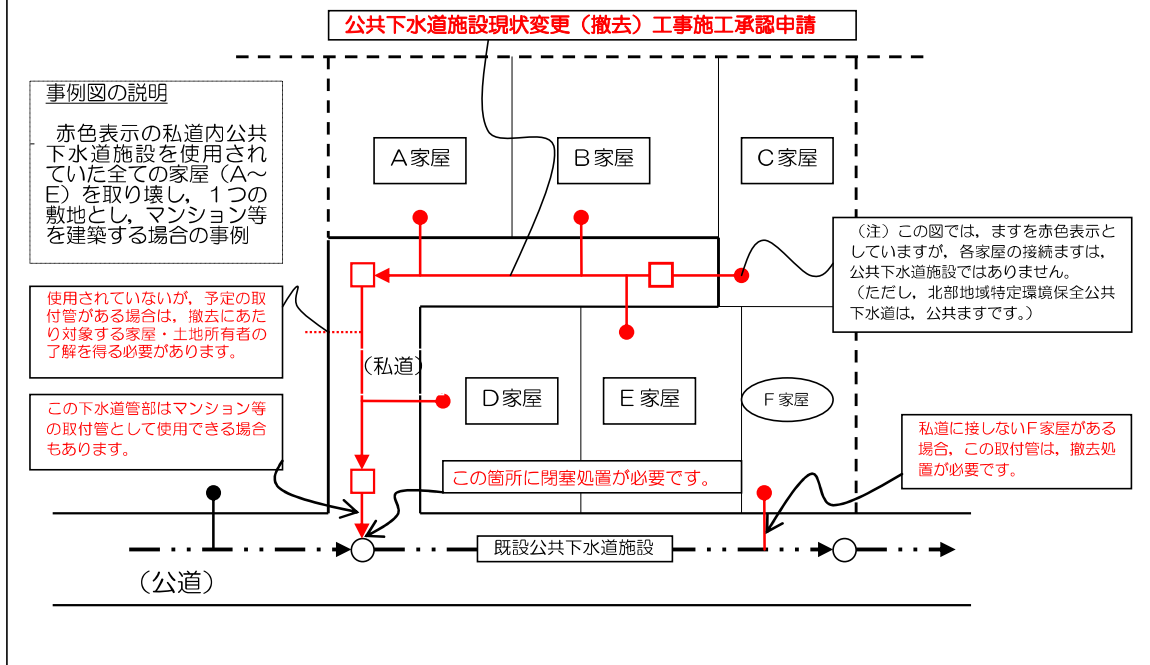 公共下水道施設現状変更（撤去）工事施工承認申請
事例図の説明
赤色表示の私道内公共
下水道施設を使用され
ていた全ての家屋（A～
E）を取り壊し，１つの
敷地とし，マンション等
を建築する場合の事例
A家屋
B家屋
C家屋
（注）この図では，ますを赤色表示と
していますが，各家屋の接続ますは，
公共下水道施設ではありません。
（ただし，北部地域特定環境保全公共
下水道は，公共ますです。）
使用されていないが，予定の取
付管がある場合は，撤去にあた
り対象する家屋・土地所有者の
了解を得る必要があります。
（私道）
D家屋
E家屋
F家屋
この下水道管部はマンション等
の取付管として使用できる場合
もあります。
私道に接しないF家屋がある
場合，この取付管は，撤去処
置が必要です。
この箇所に閉塞処置が必要です。
既設公共下水道施設
（公道）